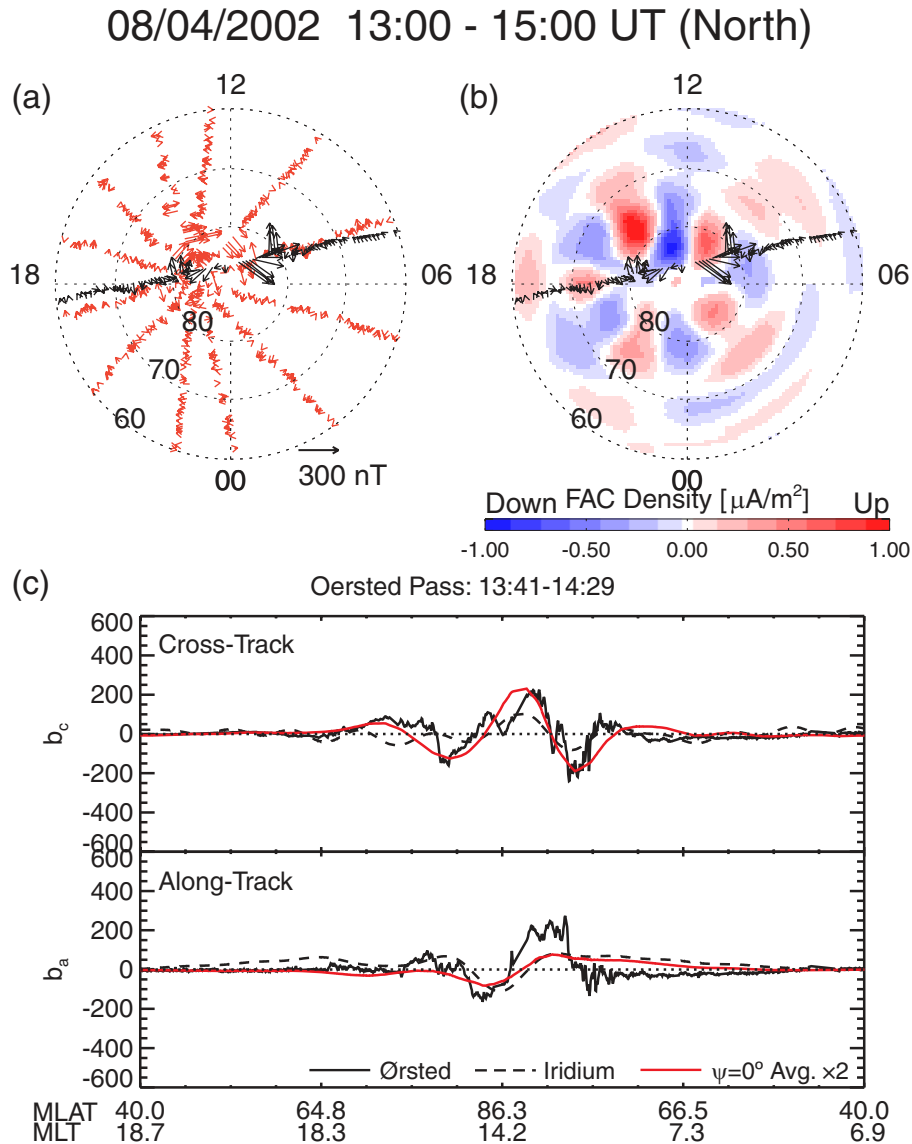 08/04/2002 13:00 - 15:00 UT (North)
(a)
12
18
06
80
70
60
00
300 nT
(b)
12
18
06
80
70
60
00
Down FAC Density [μA/m²] Up
-1.00 -0.50 0.00 0.50 1.00
(c)
Oersted Pass: 13:41-14:29
Cross-Track
600
400
200
0
-200
-400
-600
b_c
Along-Track
600
400
200
0
-200
-400
-600
b_a
Ørsted Iridium ψ=0° Avg. ×2
MLAT 40.0 64.8 86.3 66.5 40.0
MLT 18.7 18.3 14.2 7.3 6.9